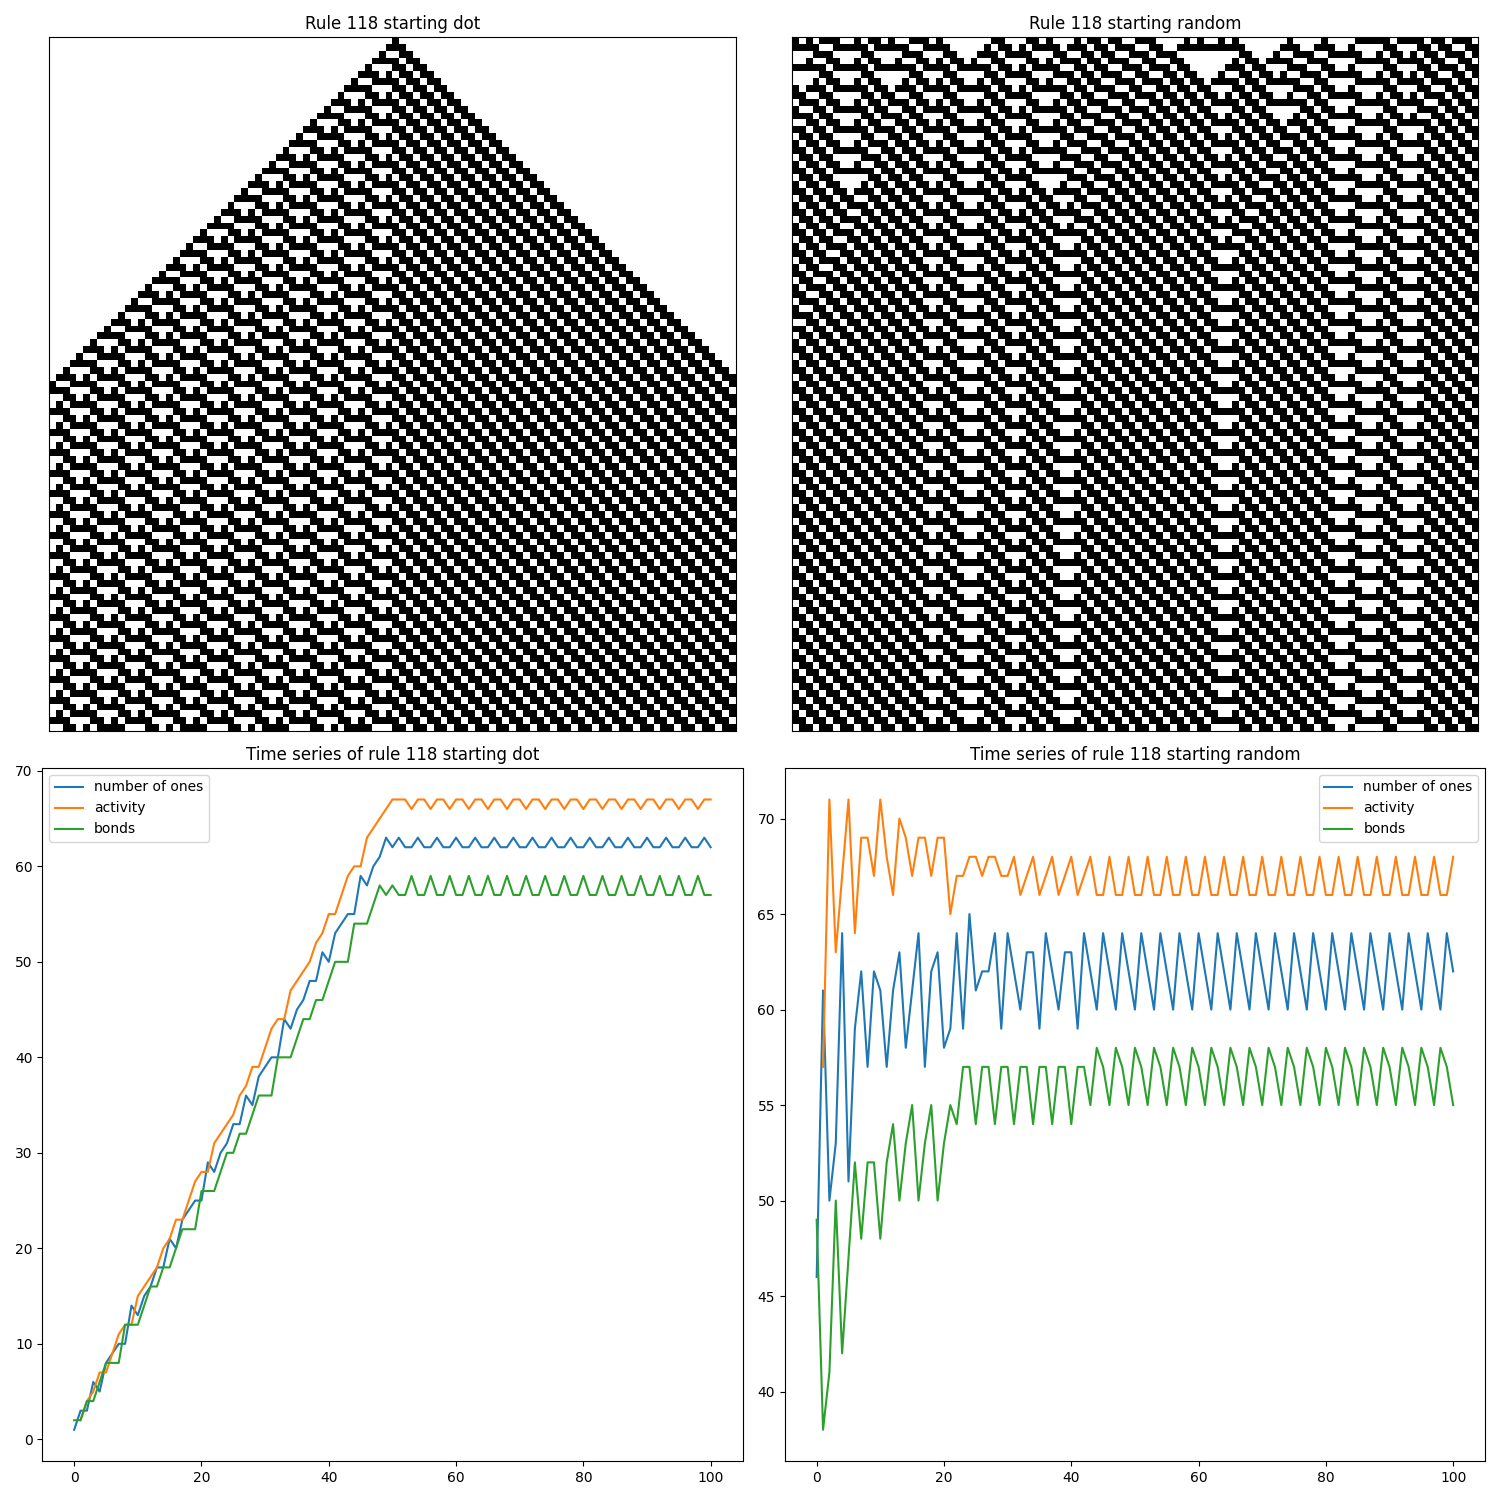 Rule 118 starting dot
Rule 118 starting random
Time series of rule 118 starting dot
70
60
50
40
30
20
10
0
number of ones
activity
bonds
0 20 40 60 80 100
Time series of rule 118 starting random
70
65
60
55
50
45
40
number of ones
activity
bonds
0 20 40 60 80 100